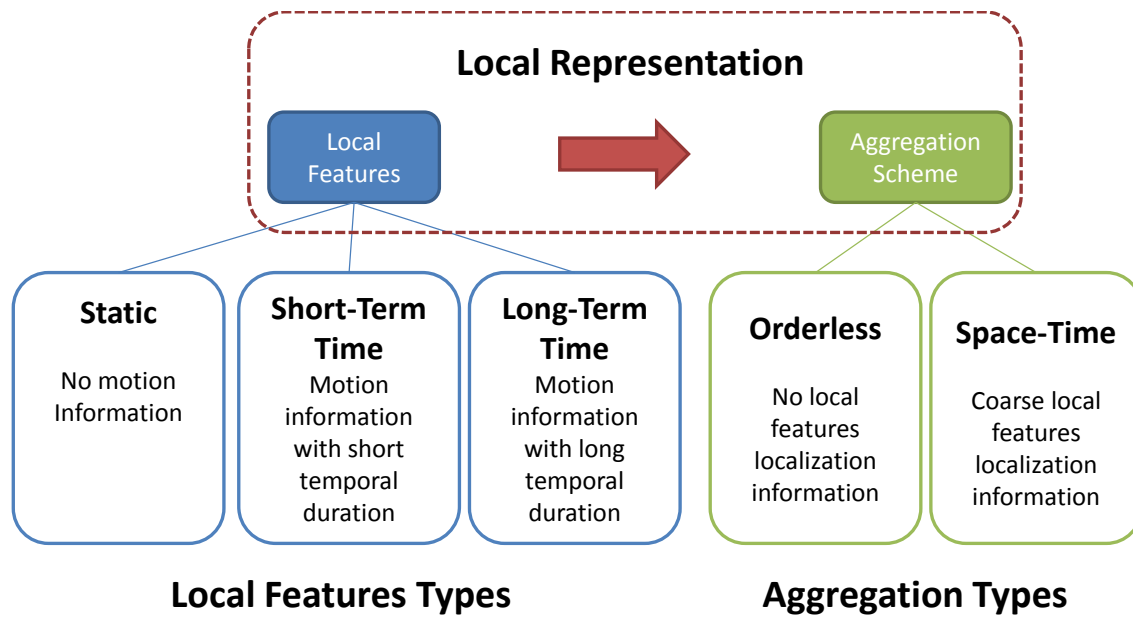 Local Representation
Local
Features
Aggregation
Scheme
Static
No motion
Information
Short-Term
Time
Motion
information
with short
temporal
duration
Long-Term
Time
Motion
information
with long
temporal
duration
Orderless
No local
features
localization
information
Space-Time
Coarse local
features
localization
information
Local Features Types
Aggregation Types